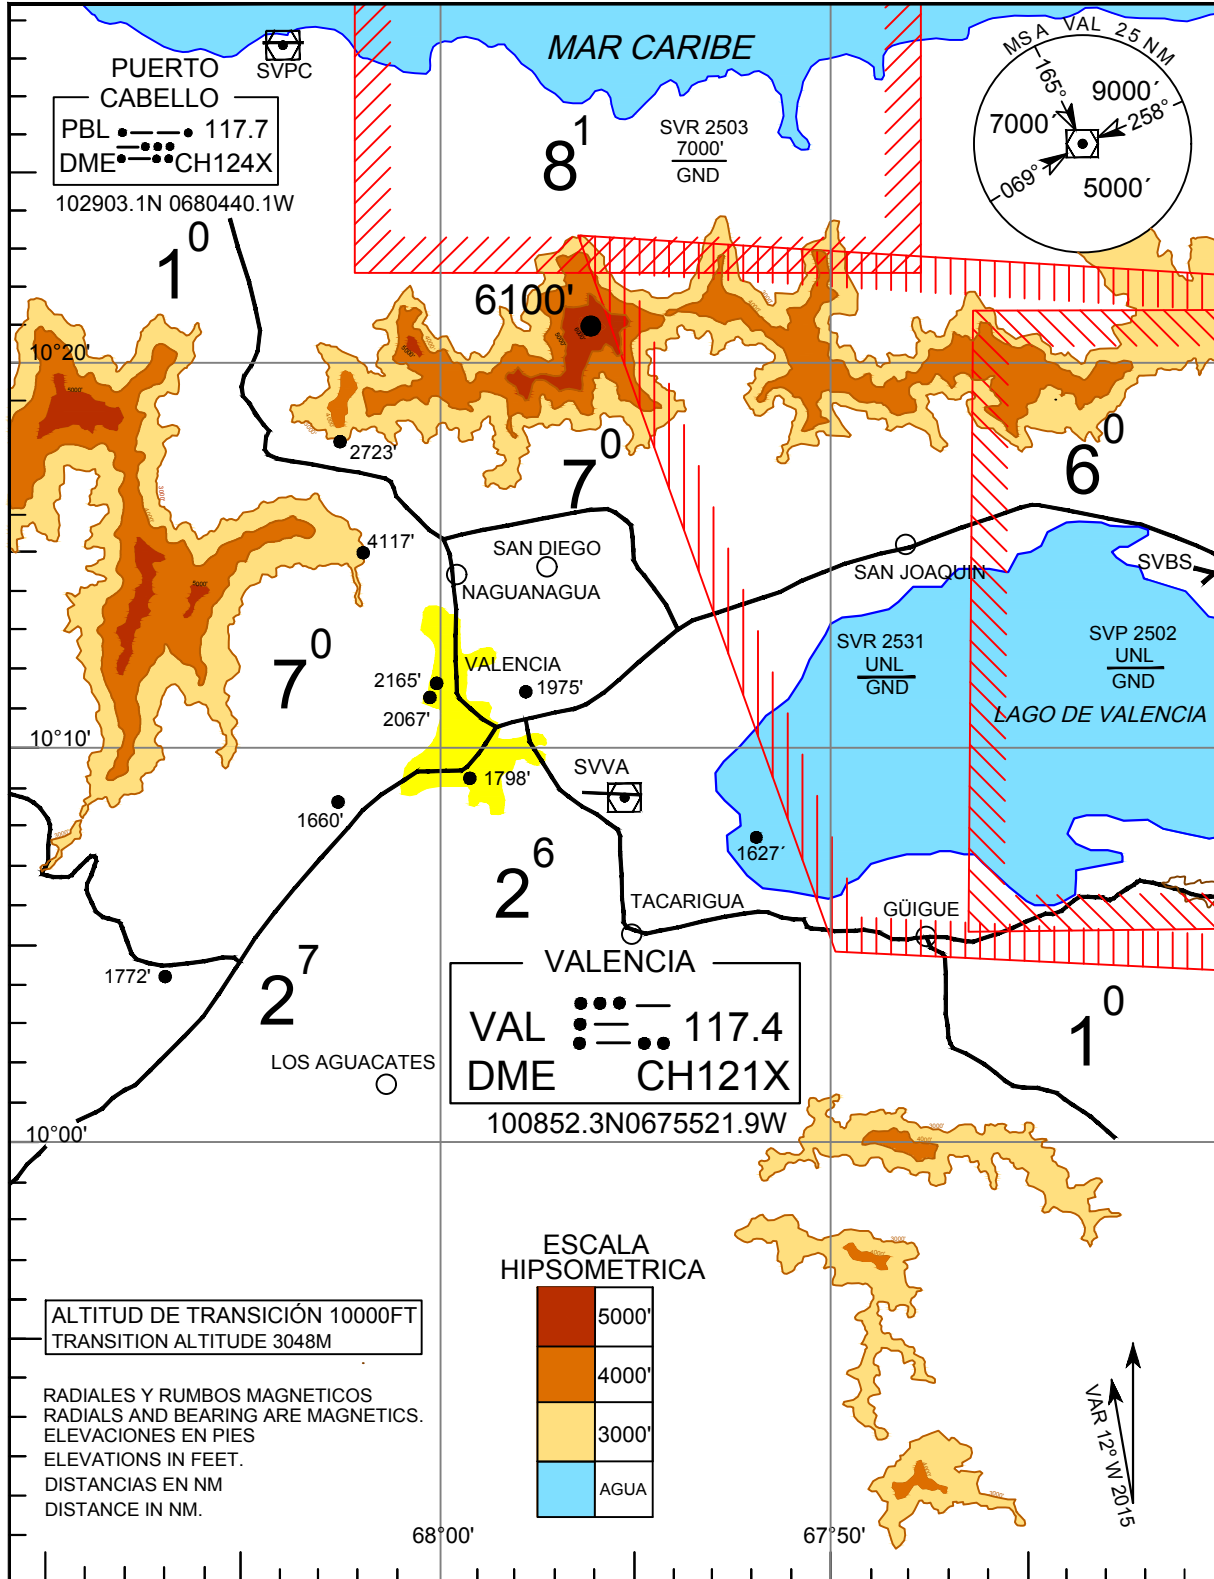 MAR CARIBE
SVPC
PUERTO
CABELLO
PBL 117.7
DME CH124X
102903.1N 0680440.1W
SVR 2503
7000'
GND
MSA VAL 25 NM
165°
9000´
258°
7000´
069°
5000´
8 1
1 0
6100'
10°20'
2723'
7 0
6 0
4117'
SAN DIEGO
NAGUANAGUA
SAN JOAQUIN
SVBS
7 0
VALENCIA
2165'
2067'
1975'
SVR 2531
UNL
GND
SVP 2502
UNL
GND
LAGO DE VALENCIA
10°10'
SVVA
1798'
1660'
1627´
2 6
TACARIGUA
GÜIGUE
1772'
2 7
VALENCIA
VAL 117.4
DME CH121X
100852.3N0675521.9W
1 0
LOS AGUACATES
10°00'
ESCALA
HIPSOMETRICA
5000'
4000'
3000'
AGUA
ALTITUD DE TRANSICIÓN 10000FT
TRANSITION ALTITUDE 3048M
RADIALES Y RUMBOS MAGNETICOS
RADIALS AND BEARING ARE MAGNETICS.
ELEVACIONES EN PIES
ELEVATIONS IN FEET.
DISTANCIAS EN NM
DISTANCE IN NM.
VAR 12° W 2015
68°00'
67°50'